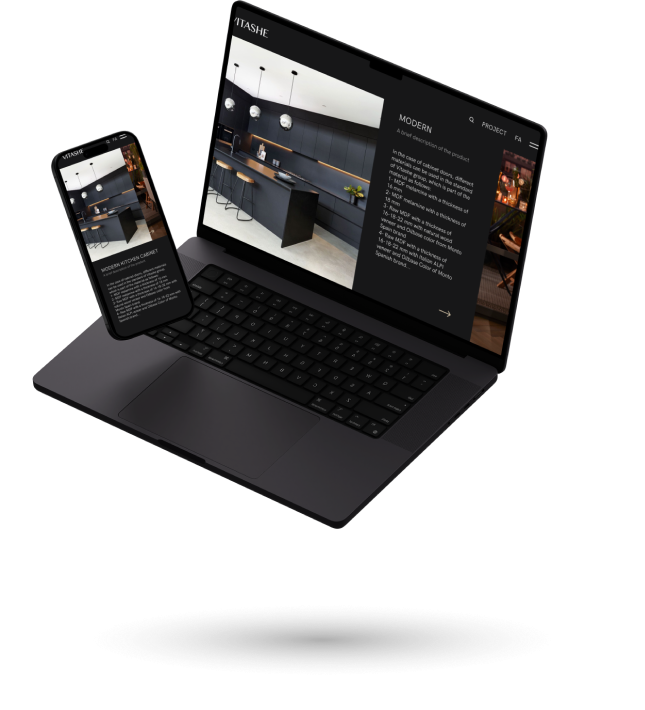 VITASHE
PROJECT FA
MODERN
A brief description of the product
In the case of cabinet doors, different
materials can be used in the standard
of Vitashe group, which is part of the
material as follows:
1- MDF melamine with a thickness of
16 mm
2- MDF melamine with a thickness of
18 mm
3- Raw MDF with a thickness of
16-18-22 mm with natural wood
veneer and Dilbase color from Monto
Spain brand
4- Raw MDF with a thickness of
16-18-22 mm with Italian ALPI
veneer and Dilbase Color of Monto
Spanish brand.
VITASHE
FA
MODERN KITCHEN CABINET